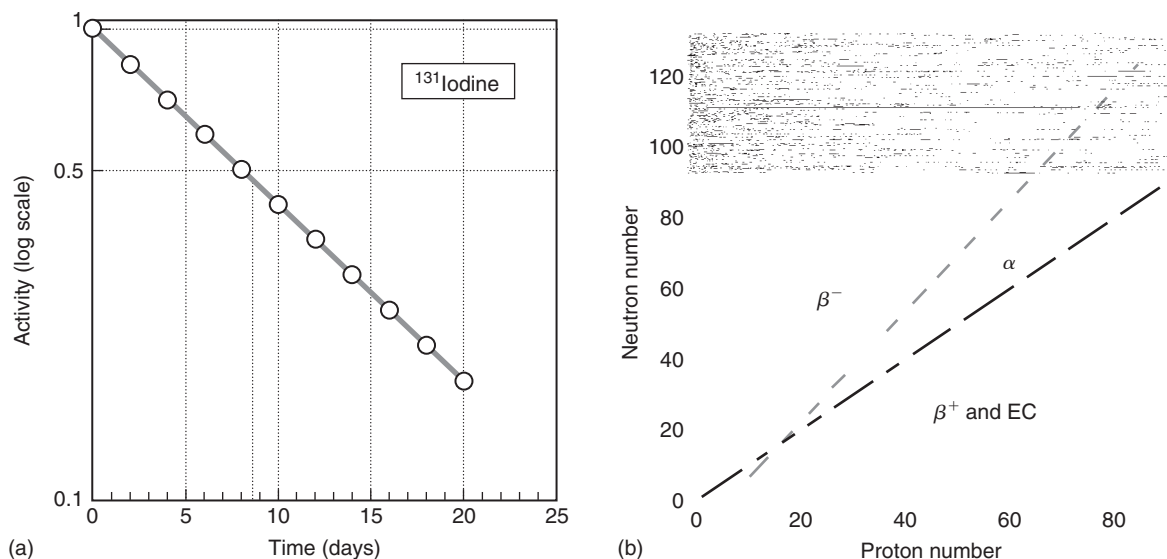 1
0.5
0.1
Activity (log scale)
¹³¹Iodine
0 5 10 15 20 25
Time (days)
(a)
120
100
80
60
40
20
0
Neutron number
β⁻
α
β⁺ and EC
0 20 40 60 80
Proton number
(b)